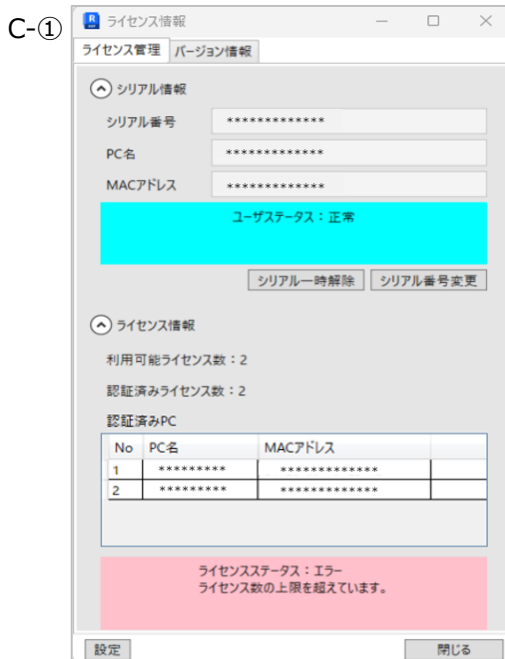 C-①
ライセンス情報
ライセンス管理 バージョン情報
シリアル情報
シリアル番号 *************
PC名 *************
MACアドレス *************
ユーザステータス：正常
シリアル一時解除 シリアル番号変更
ライセンス情報
利用可能ライセンス数：2
認証済みライセンス数：2
認証済みPC
No PC名 MACアドレス
1 ********* *************
2 ********* *************
ライセンスステータス：エラー
ライセンス数の上限を超えています。
設定 閉じる